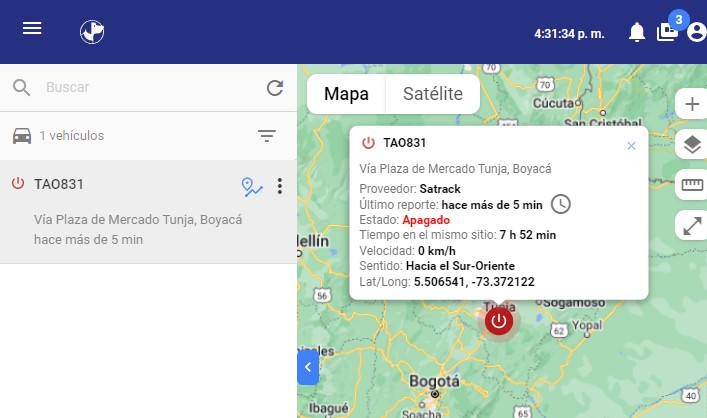 4:31:34 p. m.
3
Buscar
1 vehículos
TAO831
Vía Plaza de Mercado Tunja, Boyacá
hace más de 5 min
Mapa
Satélite
70
70
Cúcuta
San Cristóbal
TAO831
Vía Plaza de Mercado Tunja, Boyacá
Proveedor: Satrack
Último reporte: hace más de 5 min
Estado: Apagado
Tiempo en el mismo sitio: 7 h 52 min
Velocidad: 0 km/h
Sentido: Hacia el Sur-Oriente
Lat/Long: 5.506541, -73.372122
56
Tunja
Sogamoso
62
Yopal
Bogotá
Ibagué
Soacha
40
65